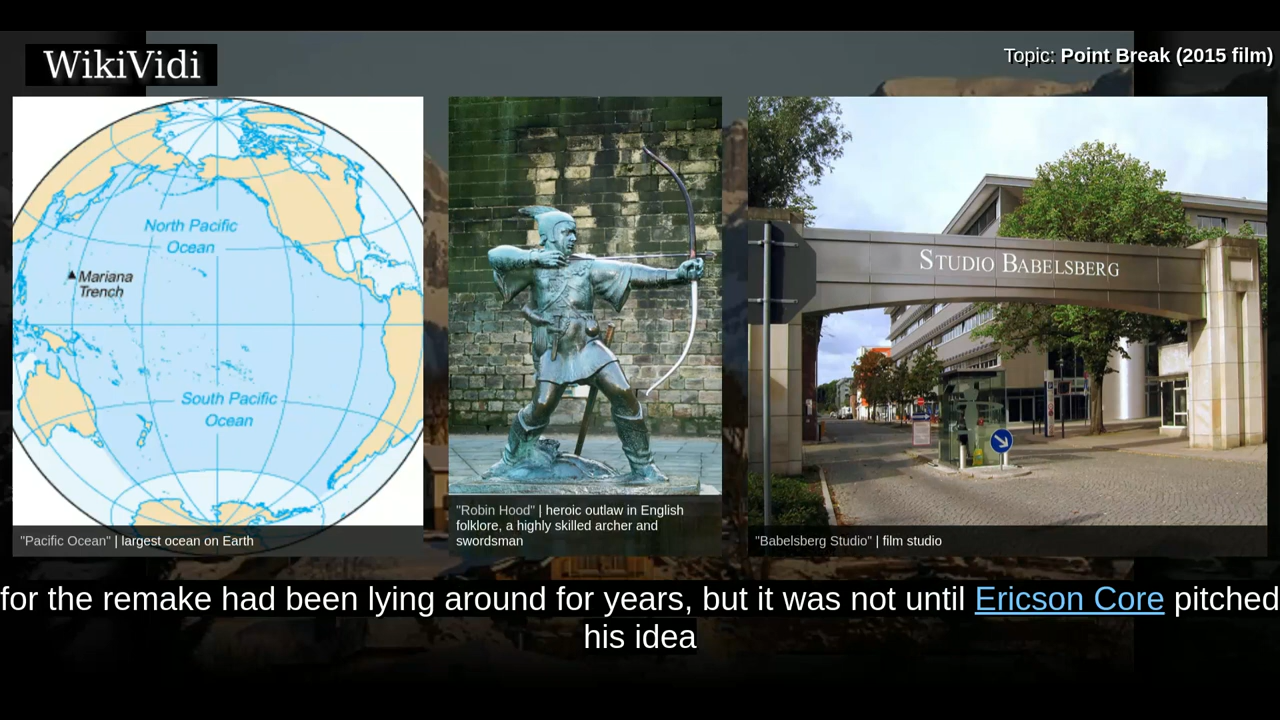 WikiVidi
Topic: Point Break (2015 film)
North Pacific
Ocean
Mariana
Trench
South Pacific
Ocean
"Pacific Ocean" | largest ocean on Earth
"Robin Hood" | heroic outlaw in English
folklore, a highly skilled archer and
swordsman
STUDIO BABELSBERG
"Babelsberg Studio" | film studio
for the remake had been lying around for years, but it was not until Ericson Core pitched
his idea